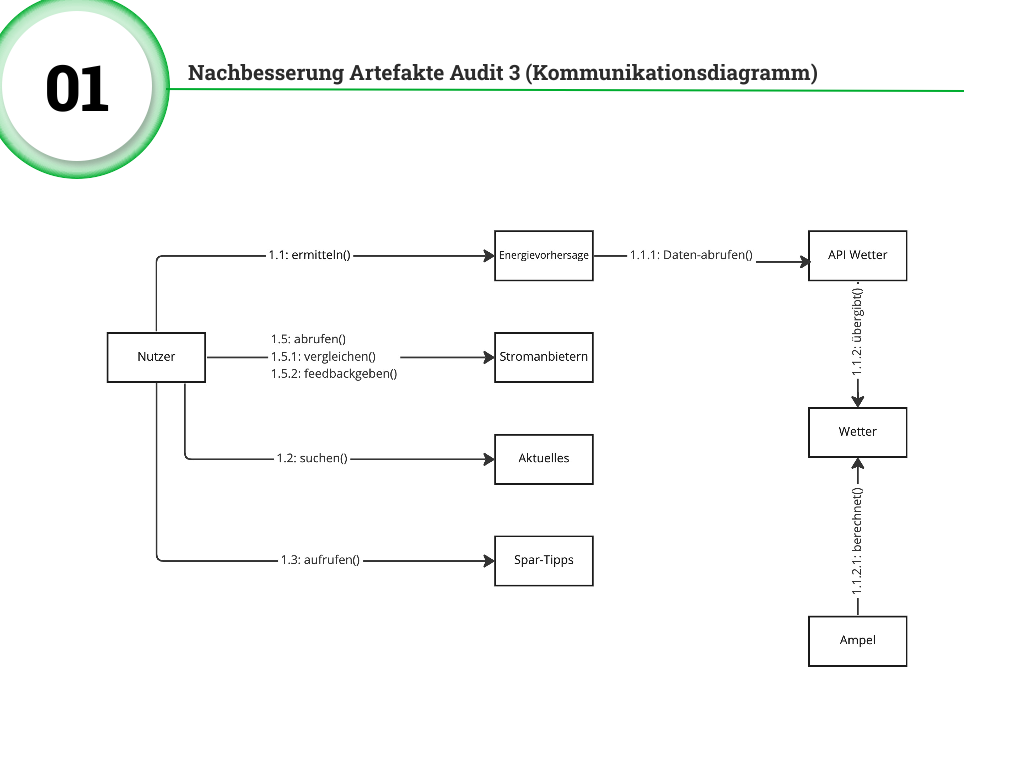 01
Nachbesserung Artefakte Audit 3 (Kommunikationsdiagramm)
1.1: ermitteln()
Energievorhersage
1.1.1: Daten-abrufen()
API Wetter
1.1.2: übergibt()
Nutzer
1.5: abrufen()
1.5.1: vergleichen()
1.5.2: feedbackgeben()
Stromanbietern
Wetter
1.2: suchen()
Aktuelles
1.1.2.1: berechnet()
1.3: aufrufen()
Spar-Tipps
Ampel